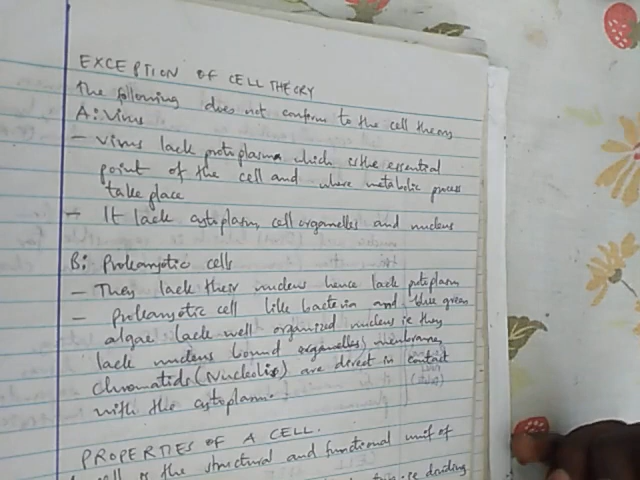 EXCEPTION OF CELL THEORY
The following does not conform to the cell theory
A: Virus
- Virus lack protoplasm which is the essential
point of the cell and where metabolic process
take place
- It lack cytoplasm, cell organelles and nucleus
B: Prokaryotic cells
- They lack their nucleus hence lack protoplasm
- Prokaryotic cell like bacteria and blue green
algae lack well organized nucleus ie they
lack nucleus bound organelles, membrane,
chromatids (Nucleolis) are direct in contact
with the cytoplasm.
PROPERTIES OF A CELL.
cell is the structural and functional unit of
dividing